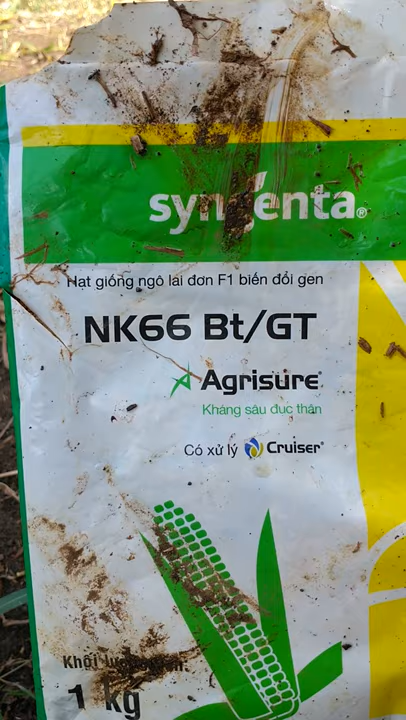 syngenta®
Hạt giống ngô lai đơn F1 biến đổi gen
NK66 Bt/GT
Agrisure®
Kháng sâu đục thân
Có xử lý Cruiser®
Khối
1 kg